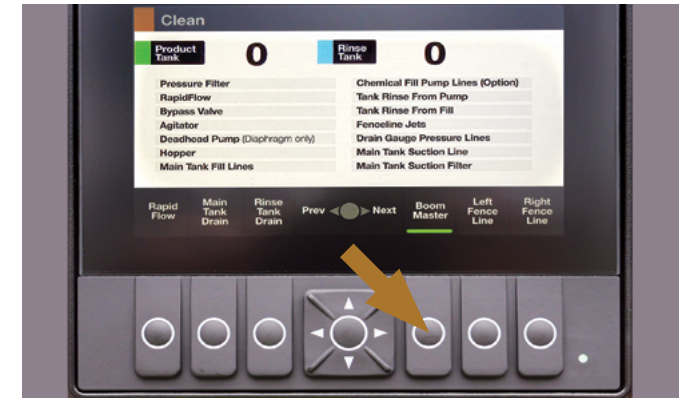 Clean
Product
Tank
0
Rinse
Tank
0
Pressure Filter
RapidFlow
Bypass Valve
Agitator
Deadhead Pump (Diaphragm only)
Hopper
Main Tank Fill Lines
Chemical Fill Pump Lines (Option)
Tank Rinse From Pump
Tank Rinse From Fill
Fenceline Jets
Drain Gauge Pressure Lines
Main Tank Suction Line
Main Tank Suction Filter
Rapid
Flow
Main
Tank
Drain
Rinse
Tank
Drain
Prev
Next
Boom
Master
Left
Fence
Line
Right
Fence
Line